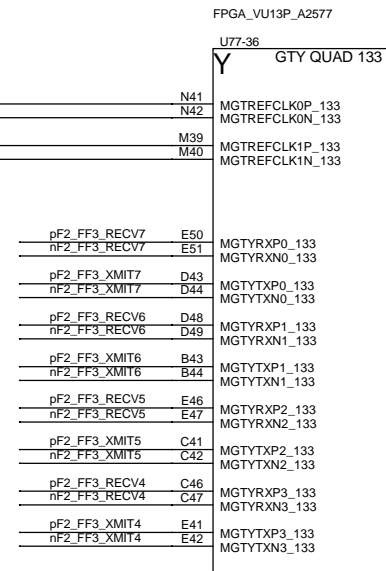 FPGA_VU13P_A2577
U77-36
Y GTY QUAD 133
N41 MGTREFCLK0P_133
N42 MGTREFCLK0N_133
M39 MGTREFCLK1P_133
M40 MGTREFCLK1N_133
pF2_FF3_RECV7 E50 MGTYRXP0_133
nF2_FF3_RECV7 E51 MGTYRXN0_133
pF2_FF3_XMIT7 D43 MGTYTXP0_133
nF2_FF3_XMIT7 D44 MGTYTXN0_133
pF2_FF3_RECV6 D48 MGTYRXP1_133
nF2_FF3_RECV6 D49 MGTYRXN1_133
pF2_FF3_XMIT6 B43 MGTYTXP1_133
nF2_FF3_XMIT6 B44 MGTYTXN1_133
pF2_FF3_RECV5 E46 MGTYRXP2_133
nF2_FF3_RECV5 E47 MGTYRXN2_133
pF2_FF3_XMIT5 C41 MGTYTXP2_133
nF2_FF3_XMIT5 C42 MGTYTXN2_133
pF2_FF3_RECV4 C46 MGTYRXP3_133
nF2_FF3_RECV4 C47 MGTYRXN3_133
pF2_FF3_XMIT4 E41 MGTYTXP3_133
nF2_FF3_XMIT4 E42 MGTYTXN3_133